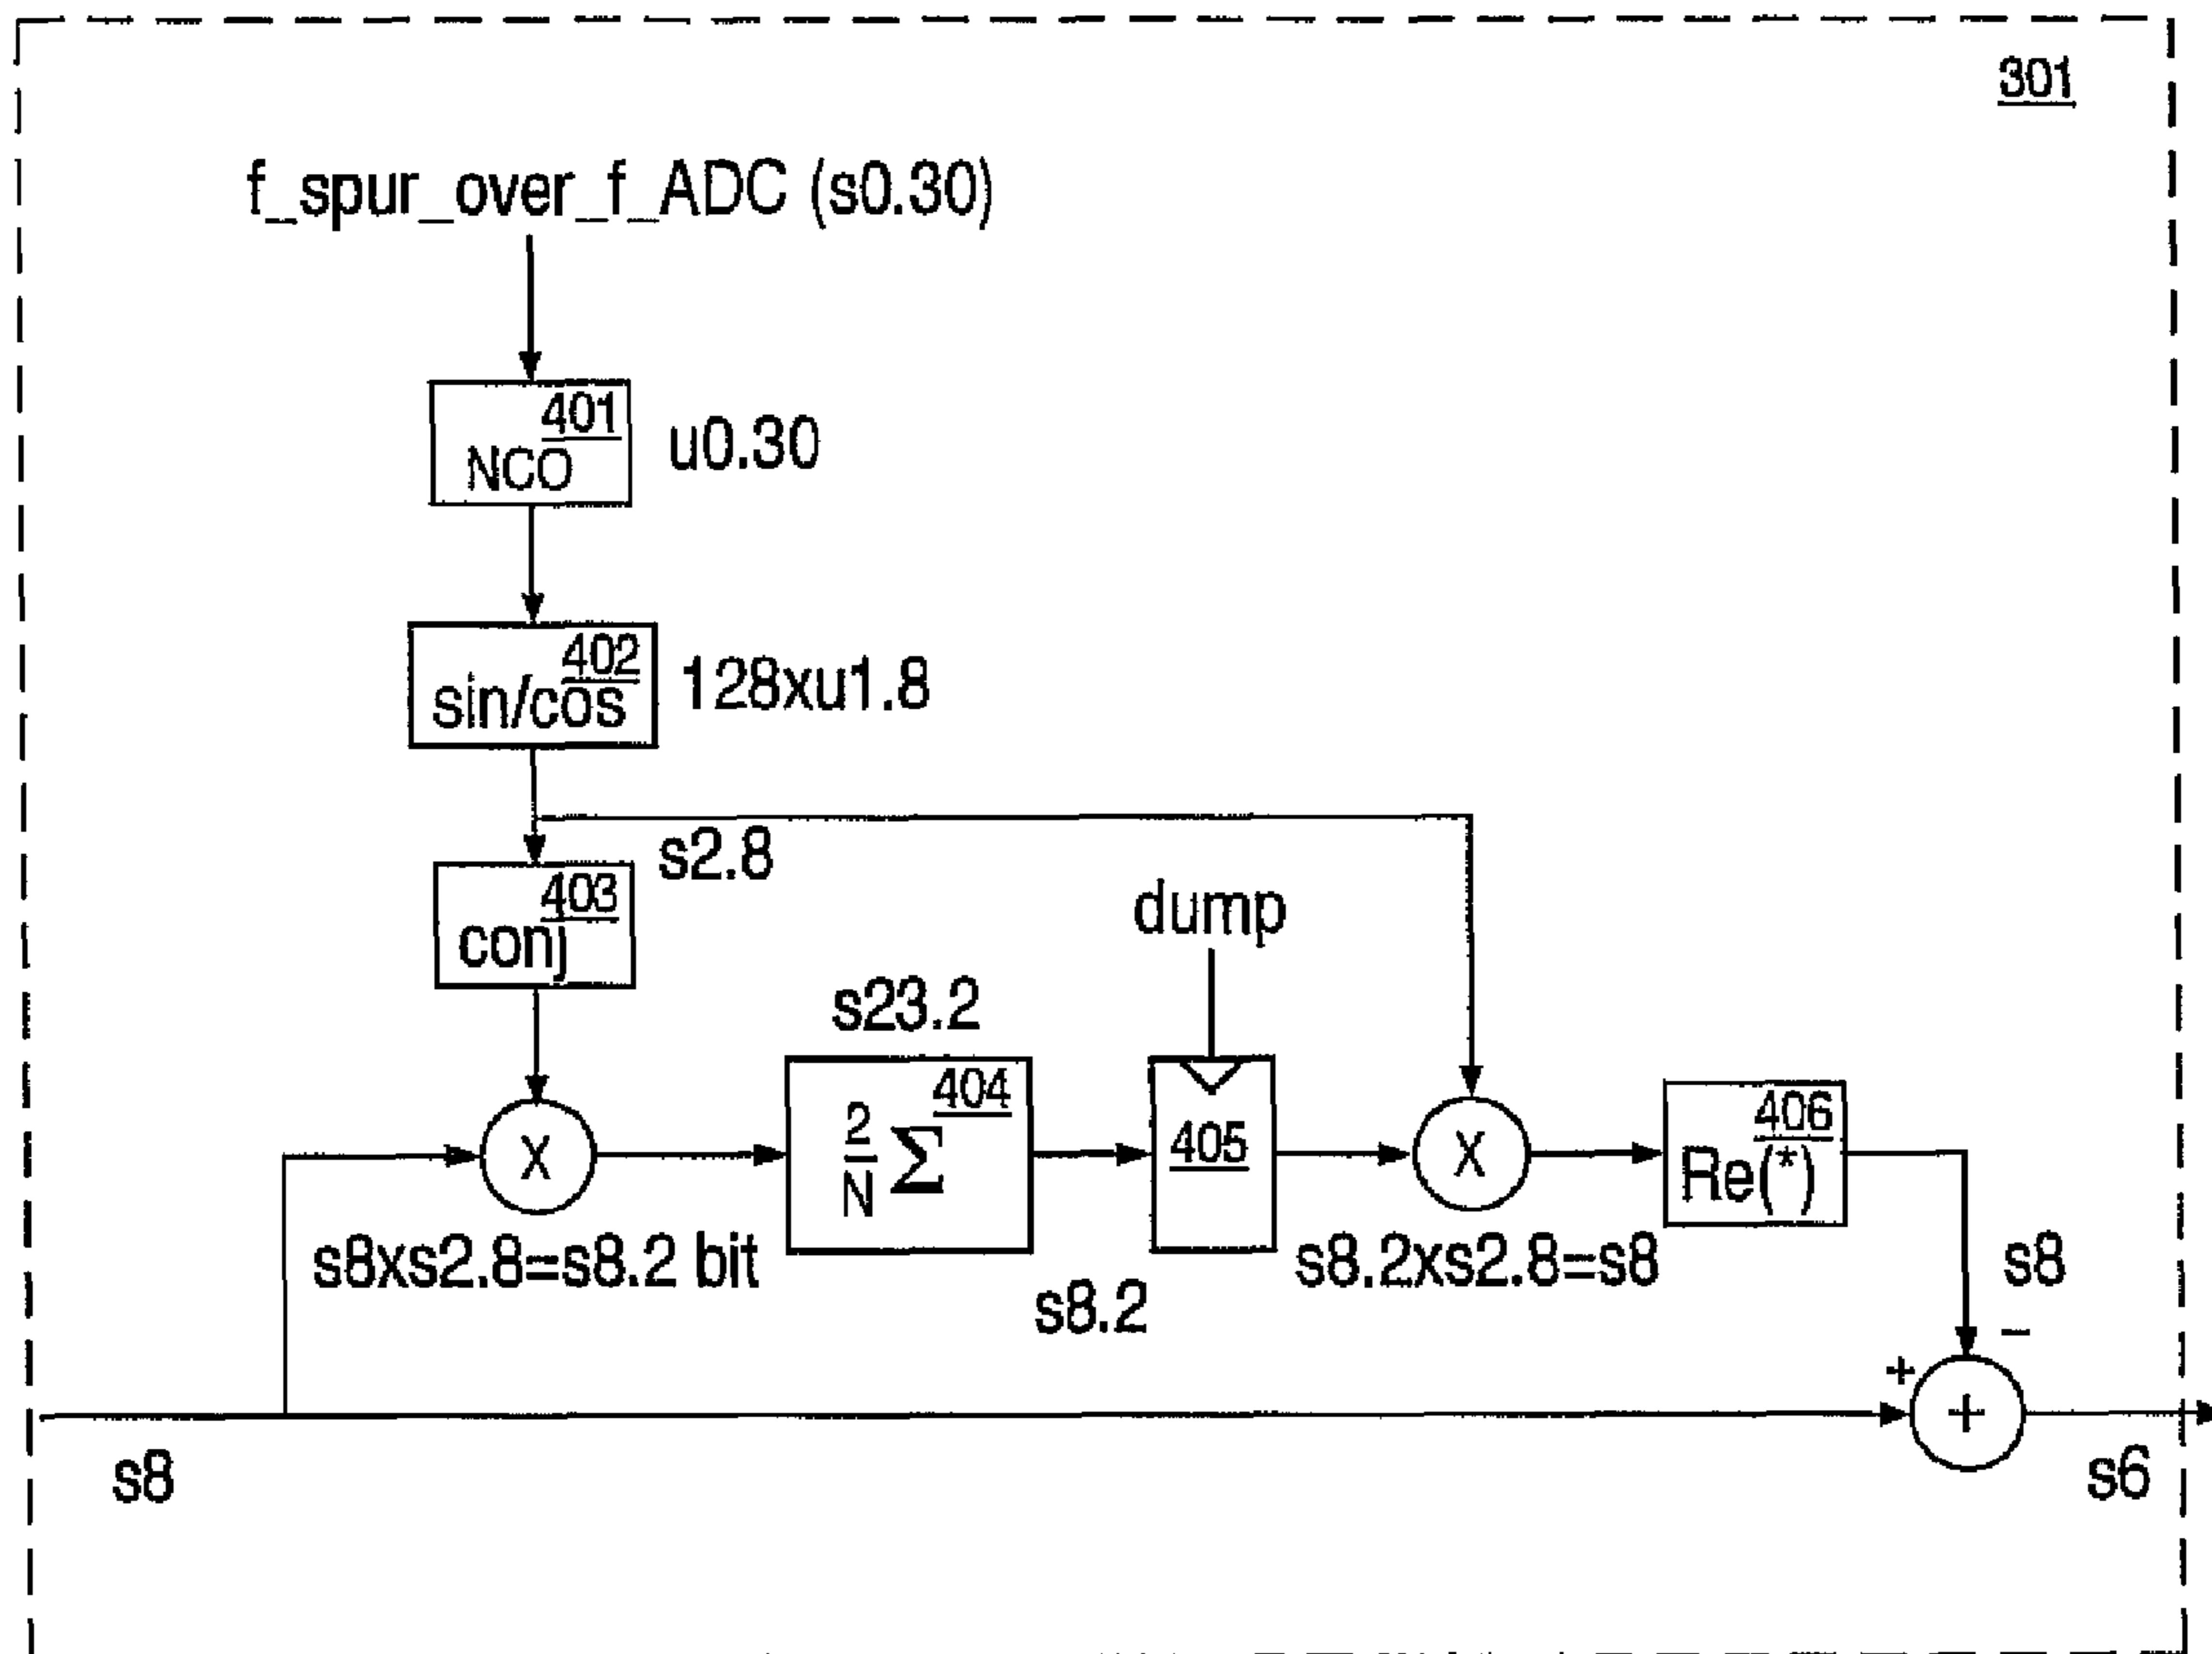 301
f_spur_over_f_ADC (s0.30)
401
NCO
u0.30
402
sin/cos
128xu1.8
s2.8
403
conj
dump
s23.2
2
N
Σ
404
405
406
Re(*)
X
X
s8xs2.8=s8.2 bit
s8.2xs2.8=s8
s8
s8.2
−
+
+
s8
s6